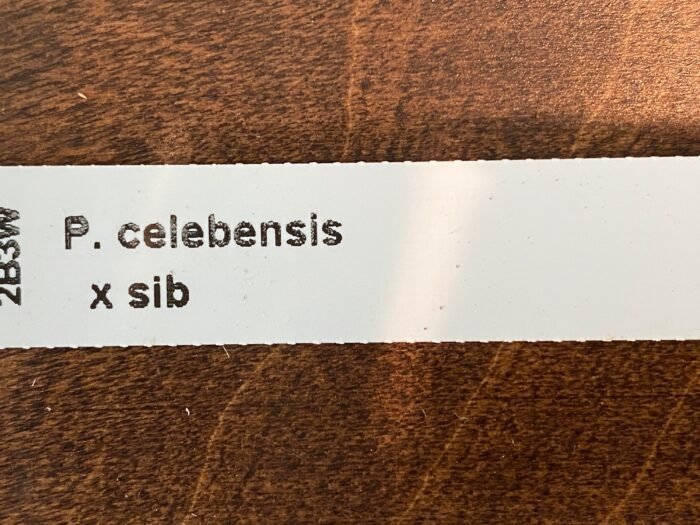 2B3W
P. celebensis
x sib